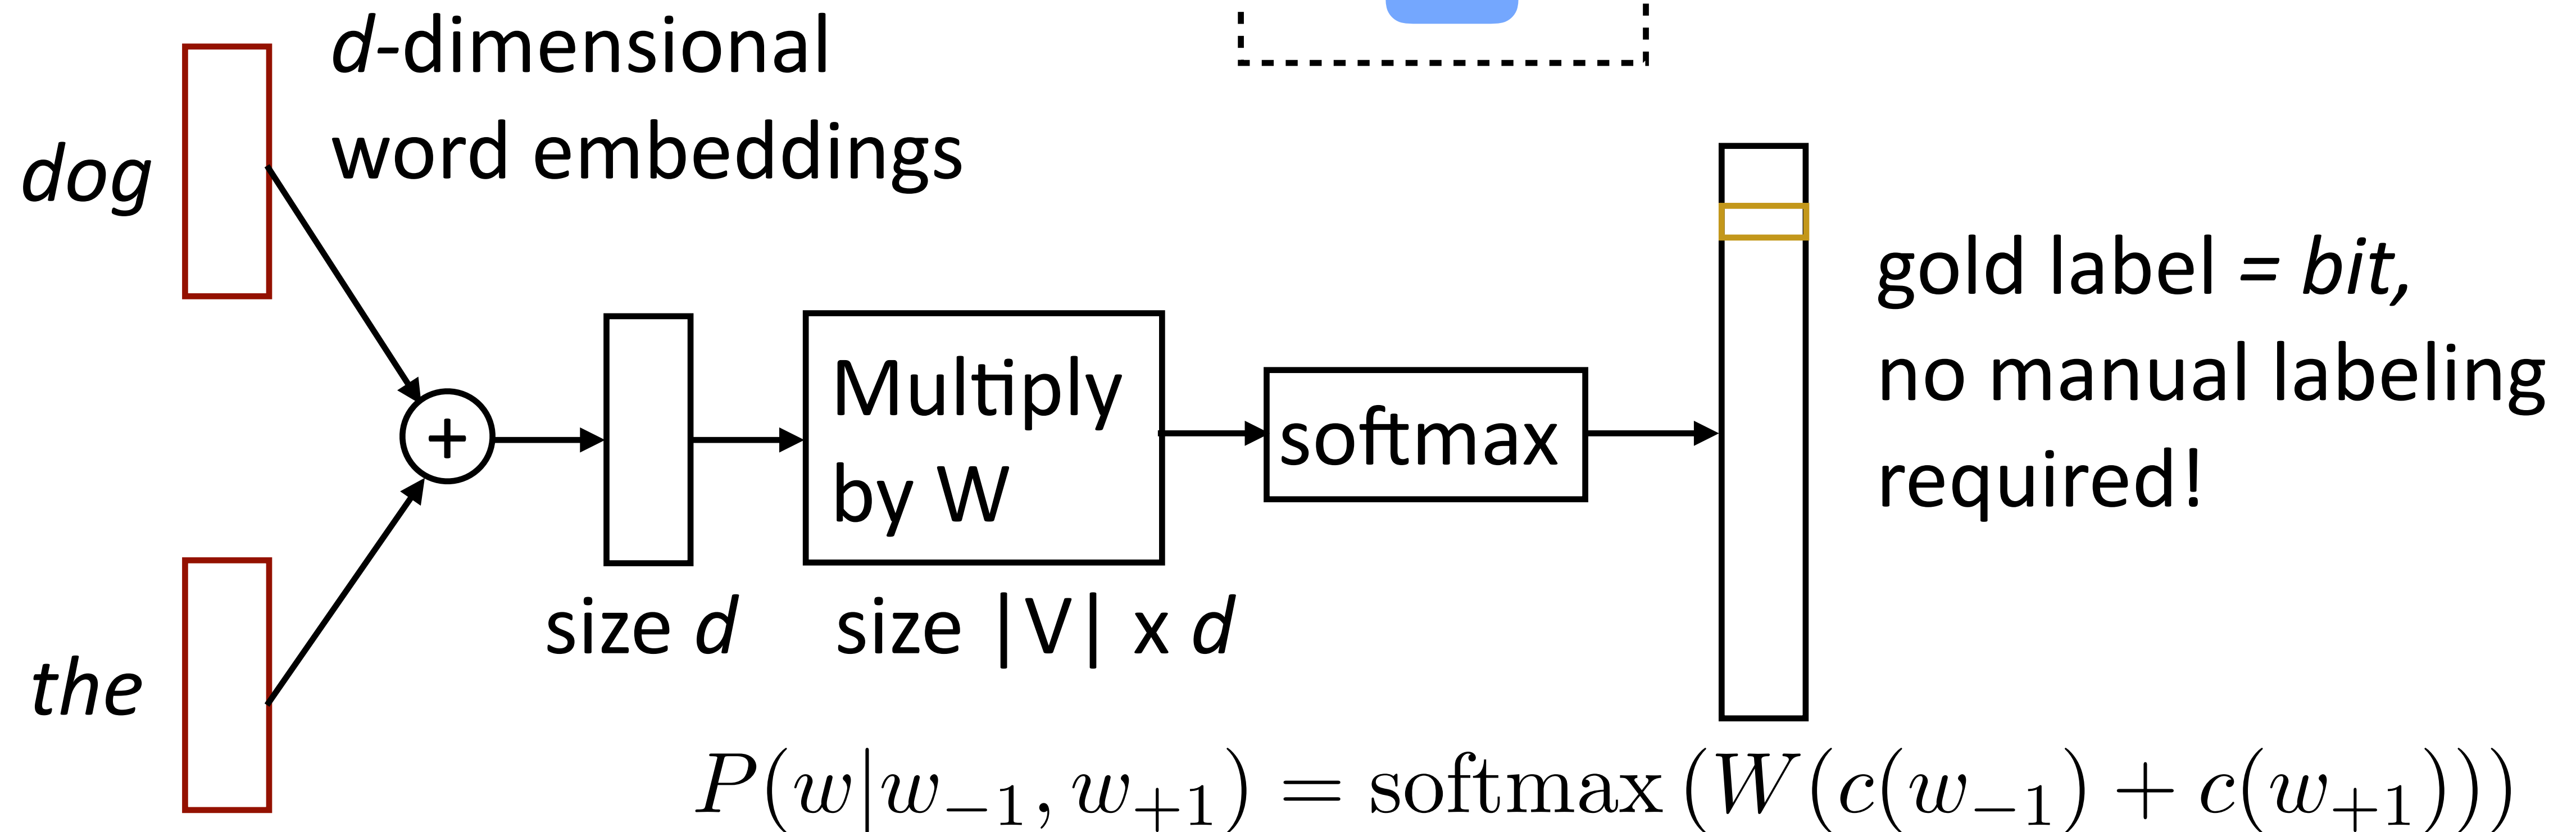 d-dimensional
word embeddings
dog
the
+
size d
Multiply
by W
size |V| x d
softmax
gold label = bit,
no manual labeling
required!
P(w|w₋₁, w₊₁) = softmax (W(c(w₋₁) + c(w₊₁)))